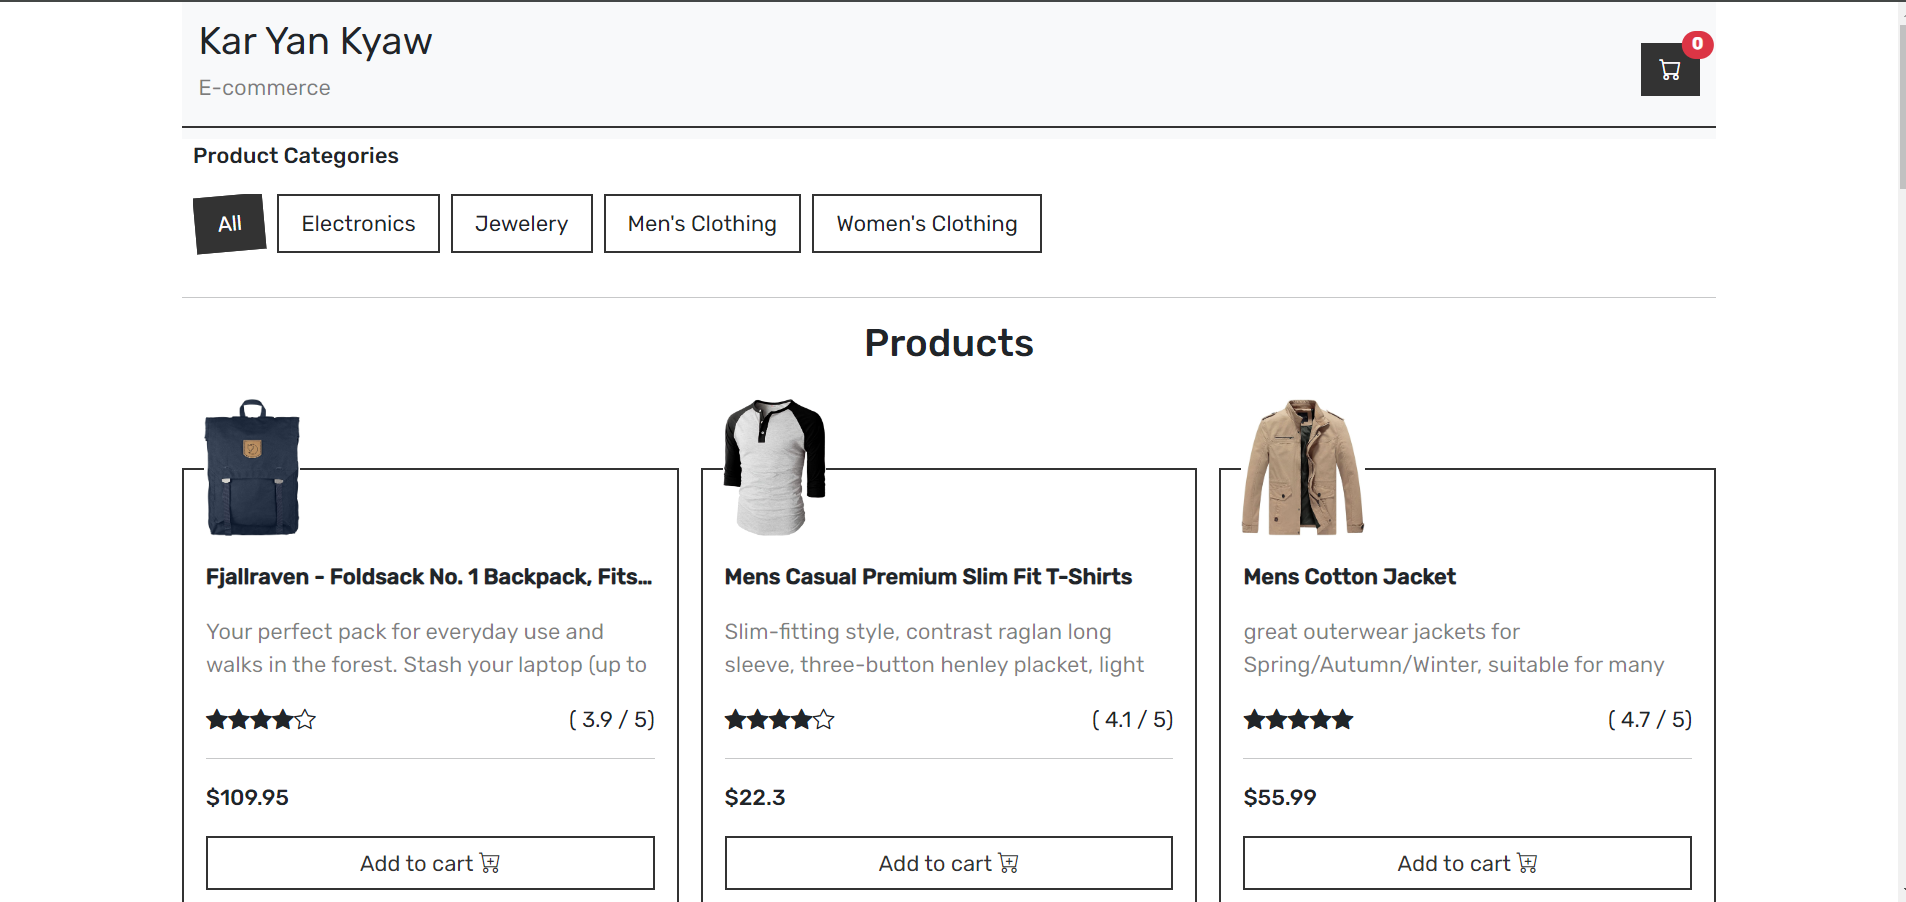 Kar Yan Kyaw
E-commerce
0
Product Categories
All
Electronics
Jewelery
Men's Clothing
Women's Clothing
Products
Fjallraven - Foldsack No. 1 Backpack, Fits...
Your perfect pack for everyday use and
walks in the forest. Stash your laptop (up to
( 3.9 / 5)
$109.95
Add to cart
Mens Casual Premium Slim Fit T-Shirts
Slim-fitting style, contrast raglan long
sleeve, three-button henley placket, light
( 4.1 / 5)
$22.3
Add to cart
Mens Cotton Jacket
great outerwear jackets for
Spring/Autumn/Winter, suitable for many
( 4.7 / 5)
$55.99
Add to cart